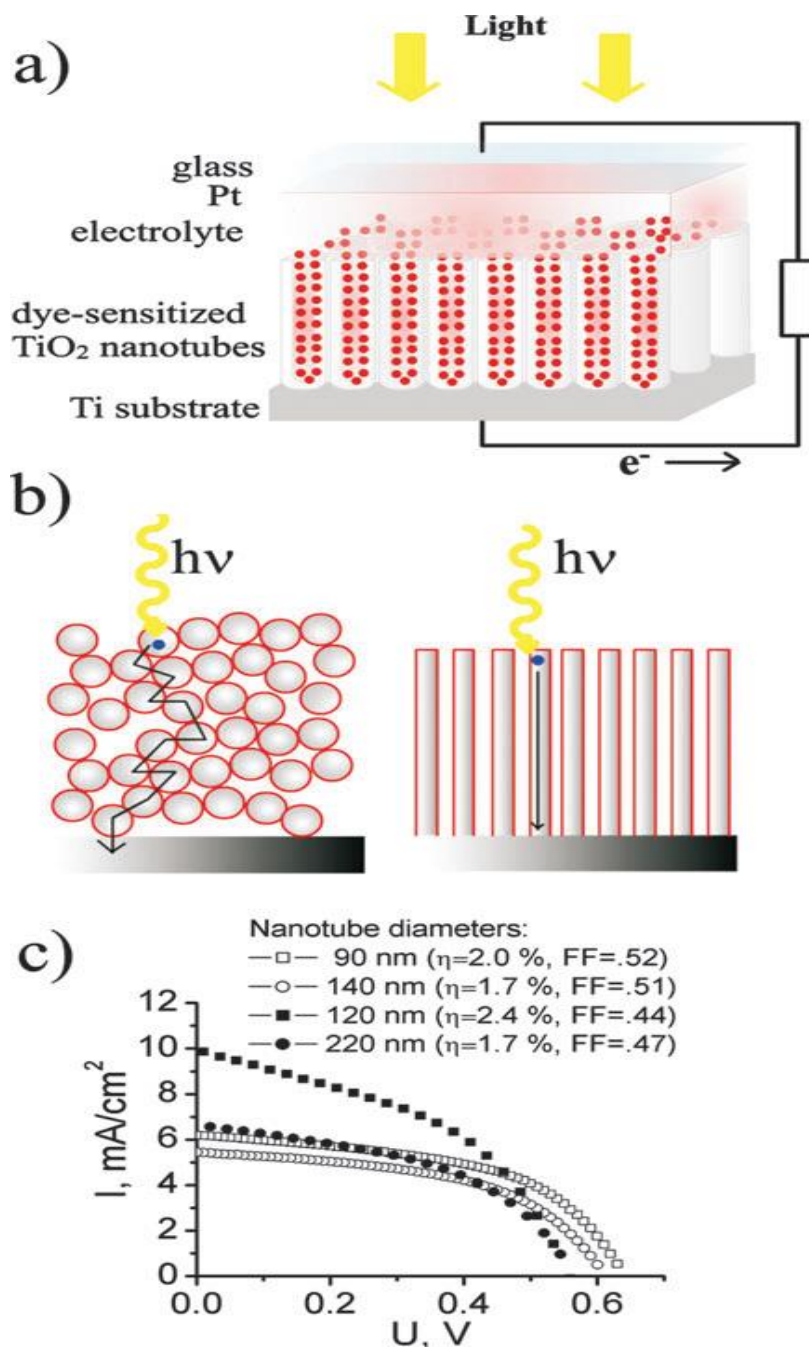 a)
Light
glass
Pt
electrolyte
dye-sensitized
TiO₂ nanotubes
Ti substrate
e⁻
b)
hν
hν
c)
Nanotube diameters:
—□— 90 nm (η=2.0 %, FF=.52)
—○— 140 nm (η=1.7 %, FF=.51)
—■— 120 nm (η=2.4 %, FF=.44)
—●— 220 nm (η=1.7 %, FF=.47)
I, mA/cm²
12
10
8
6
4
2
0
0.0 0.2 0.4 0.6
U, V